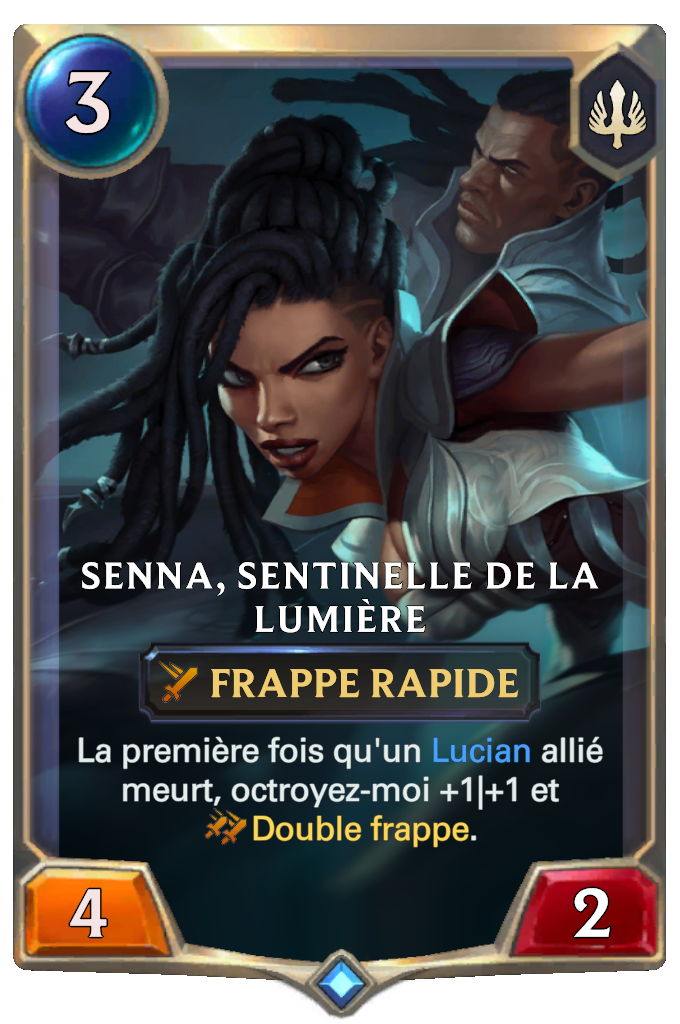 3
SENNA, SENTINELLE DE LA
LUMIÈRE
FRAPPE RAPIDE
La première fois qu'un Lucian allié
meurt, octroyez-moi +1|+1 et
Double frappe.
4
2